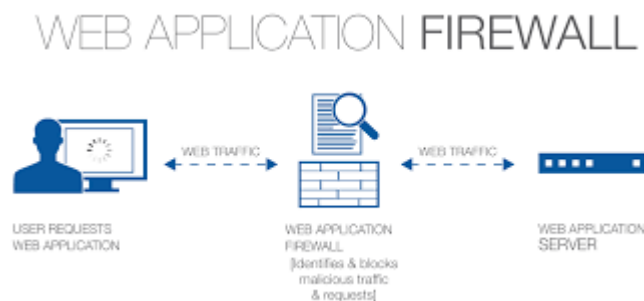 WEB APPLICATION FIREWALL
WEB TRAFFIC
WEB TRAFFIC
USER REQUESTS
WEB APPLICATION
WEB APPLICATION
FIREWALL
[Identifies & blocks
malicious traffic
& requests]
WEB APPLICATION
SERVER